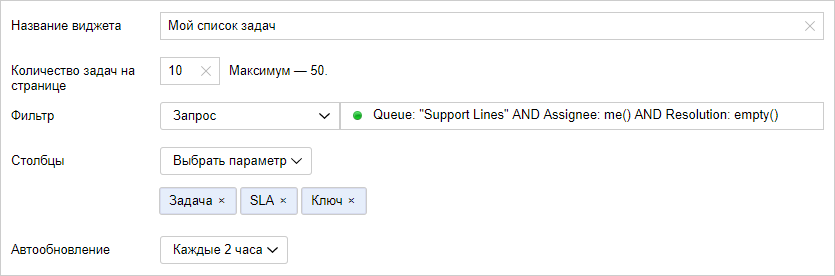 Название виджета
Мой список задач
Количество задач на
странице
10
Максимум — 50.
Фильтр
Запрос
Queue: "Support Lines" AND Assignee: me() AND Resolution: empty()
Столбцы
Выбрать параметр
Задача ×
SLA ×
Ключ ×
Автообновление
Каждые 2 часа